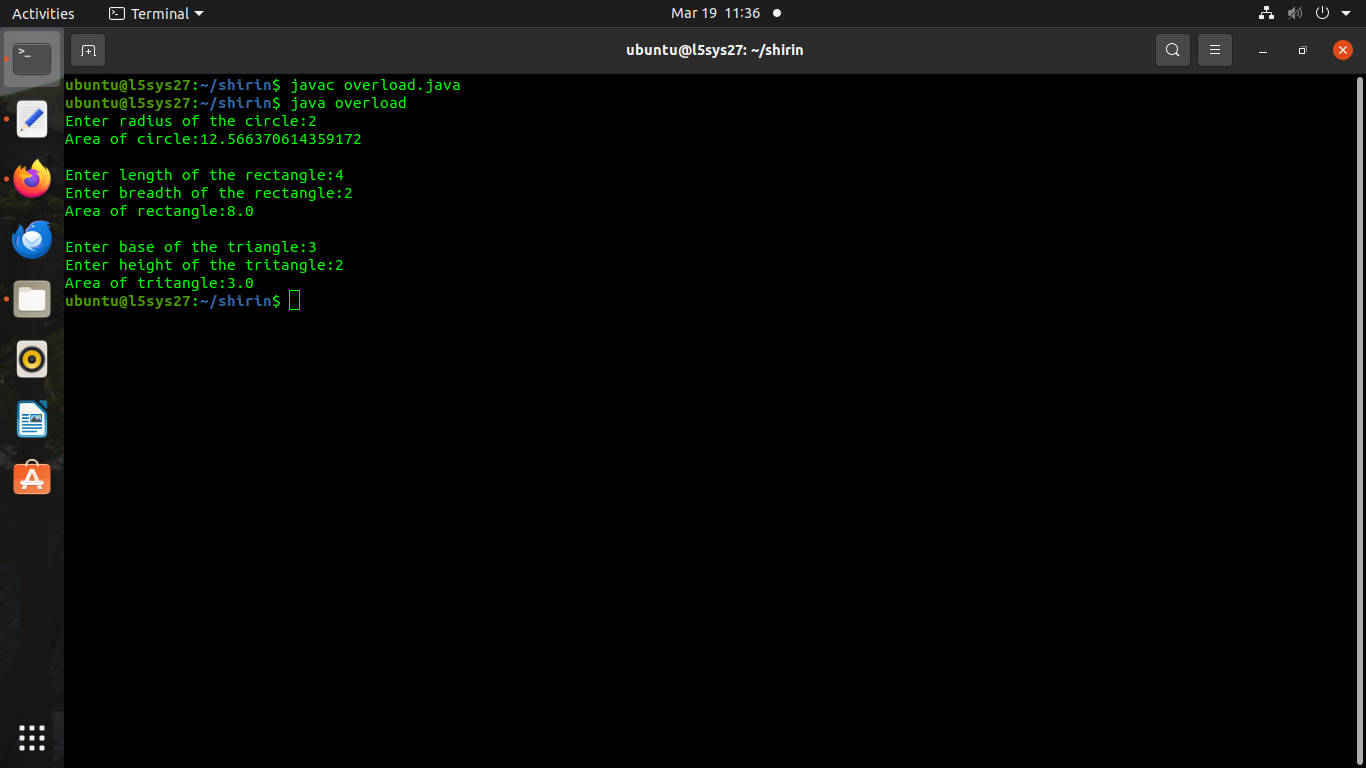 Activities Terminal Mar 19 11:36
ubuntu@l5sys27: ~/shirin
ubuntu@l5sys27:~/shirin$ javac overload.java
ubuntu@l5sys27:~/shirin$ java overload
Enter radius of the circle:2
Area of circle:12.566370614359172
Enter length of the rectangle:4
Enter breadth of the rectangle:2
Area of rectangle:8.0
Enter base of the triangle:3
Enter height of the tritangle:2
Area of tritangle:3.0
ubuntu@l5sys27:~/shirin$